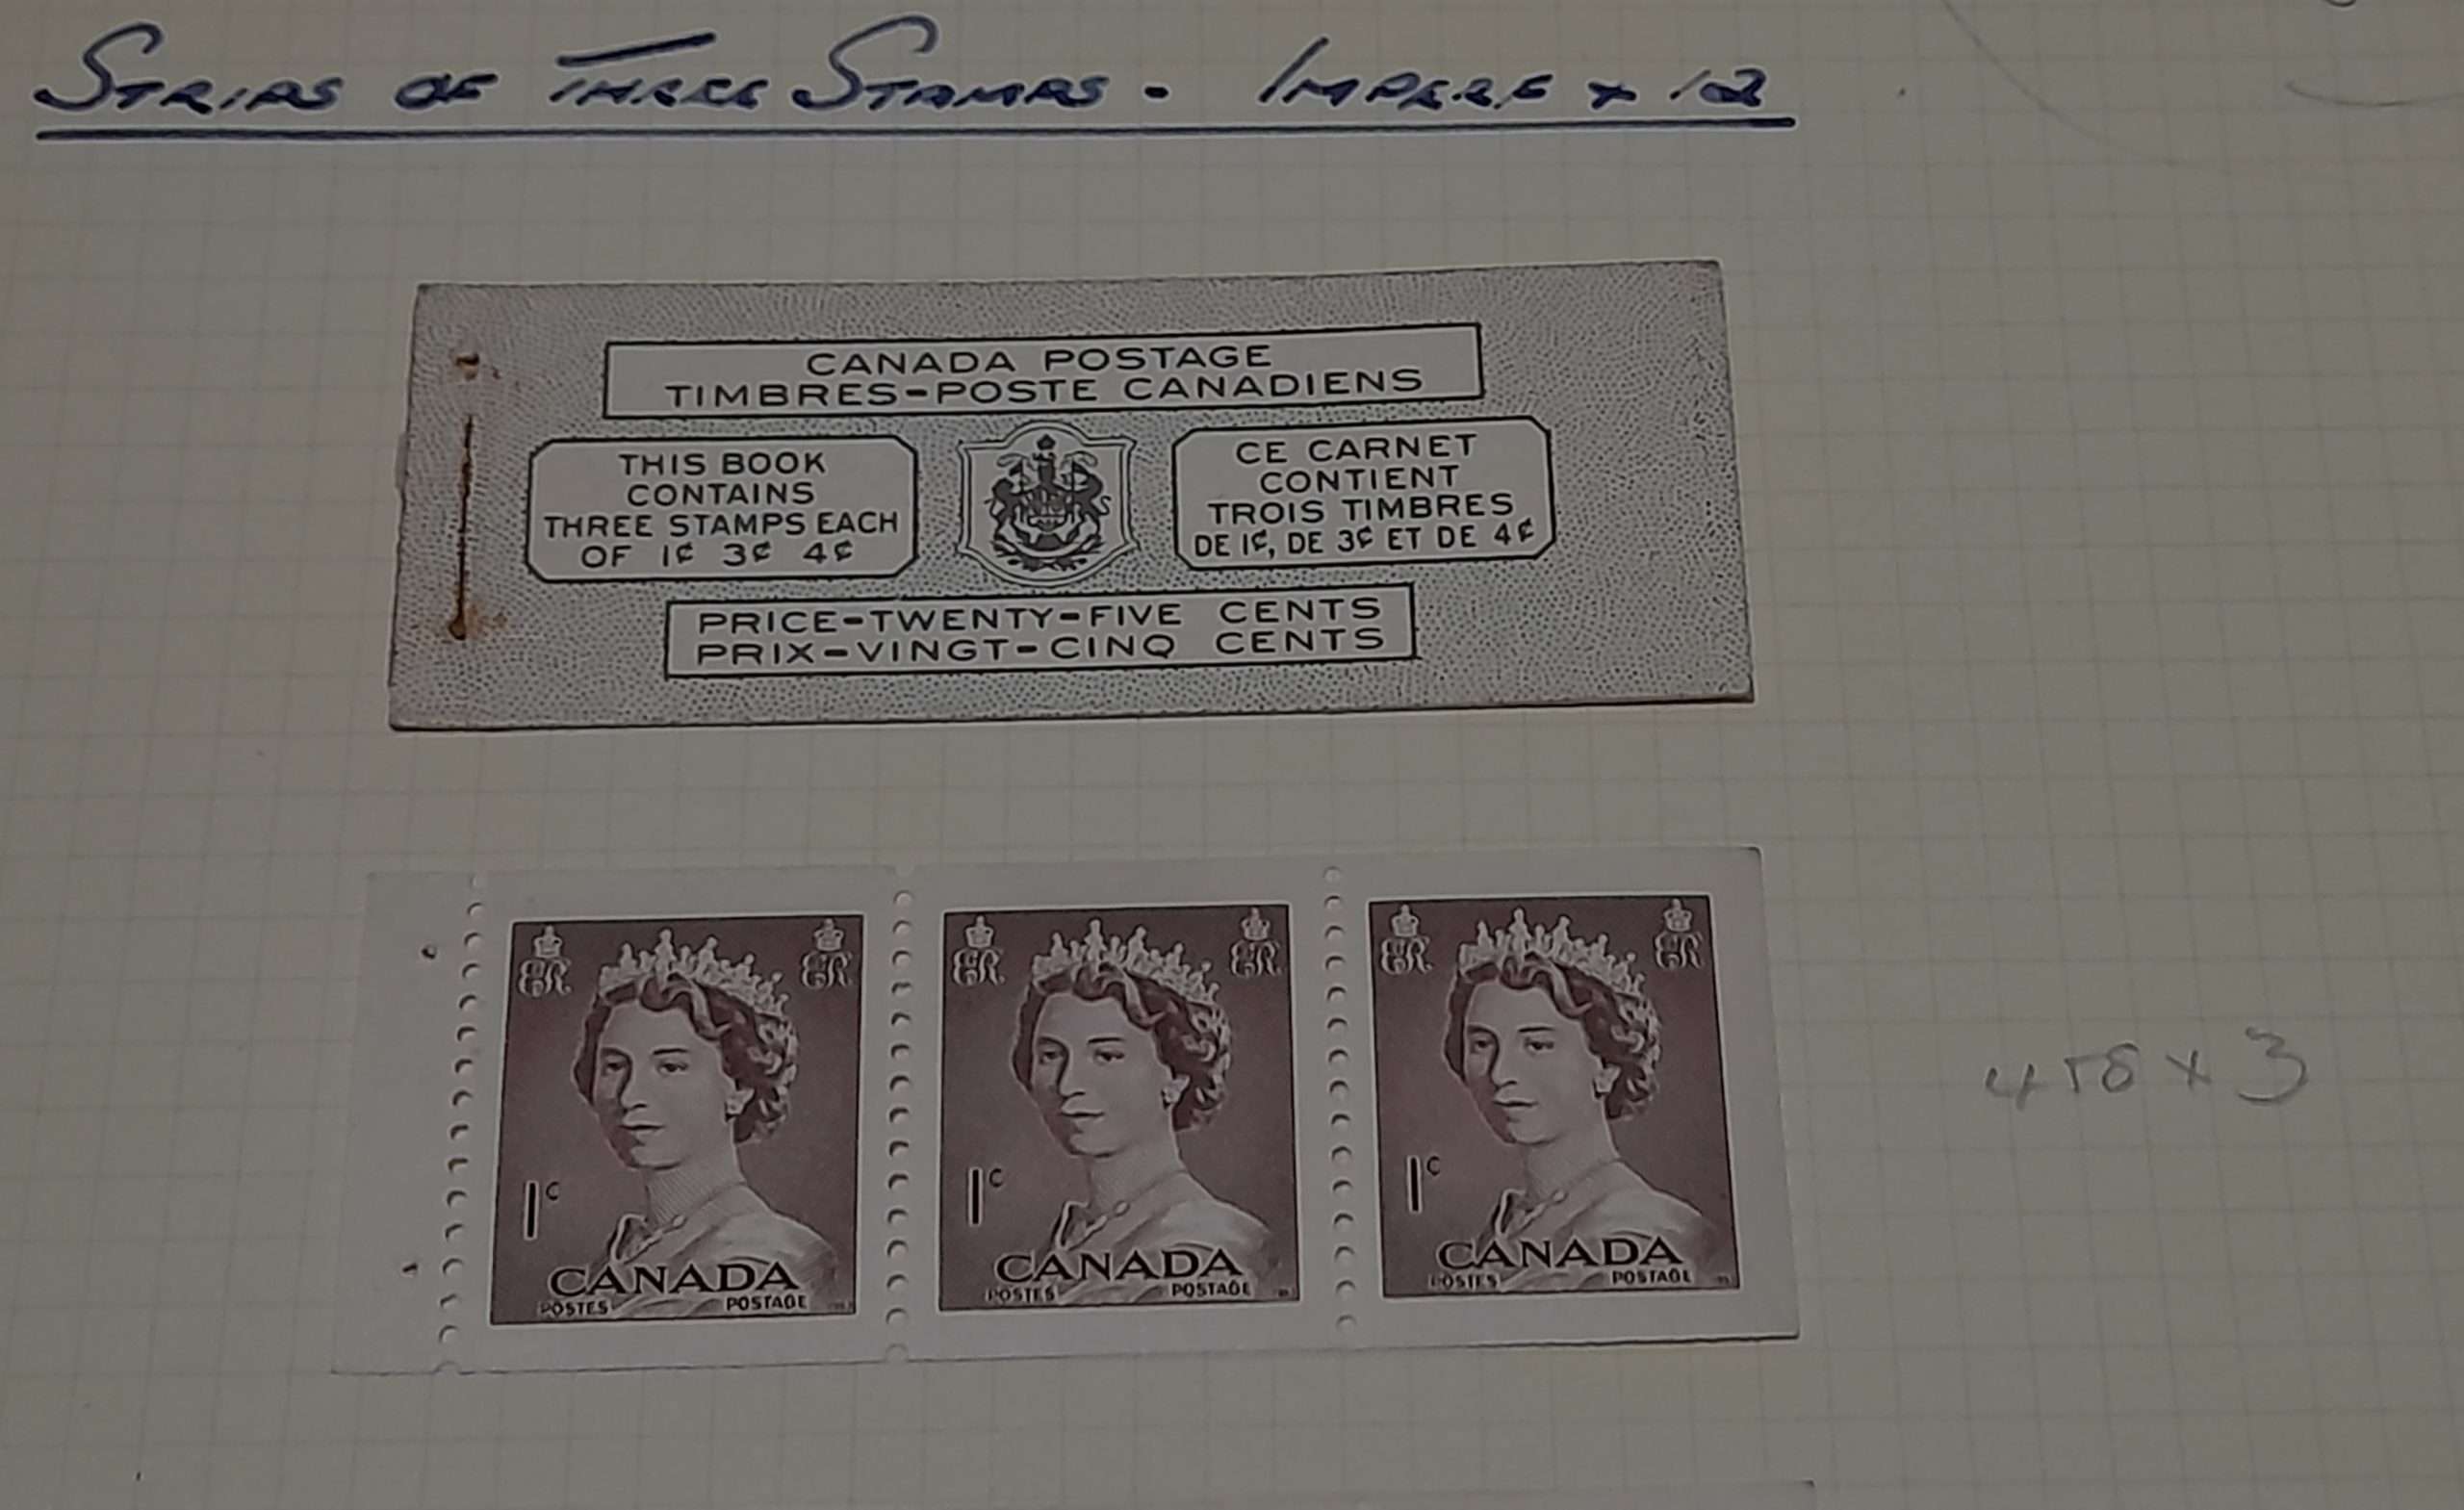 STRIPS OF THREE STAMPS. IMPERF x 12
CANADA POSTAGE
TIMBRES-POSTE CANADIENS
THIS BOOK
CONTAINS
THREE STAMPS EACH
OF 1¢ 3¢ 4¢
CE CARNET
CONTIENT
TROIS TIMBRES
DE 1¢, DE 3¢ ET DE 4¢
PRICE-TWENTY-FIVE CENTS
PRIX-VINGT-CINQ CENTS
ER ER
1c
CANADA
POSTES POSTAGE
ER ER
1c
CANADA
POSTES POSTAGE
ER ER
1c
CANADA
POSTES POSTAGE
458 x 3